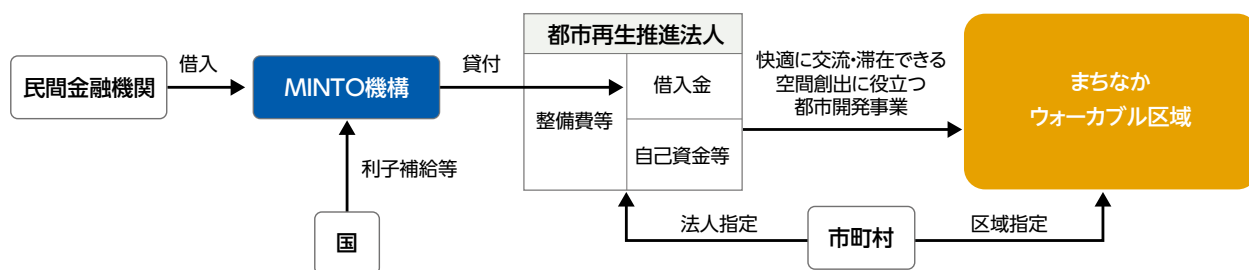 民間金融機関
借入
MINTO機構
貸付
利子補給等
国
都市再生推進法人
整備費等
借入金
自己資金等
快適に交流・滞在できる
空間創出に役立つ
都市開発事業
まちなか
ウォーカブル区域
法人指定
市町村
区域指定